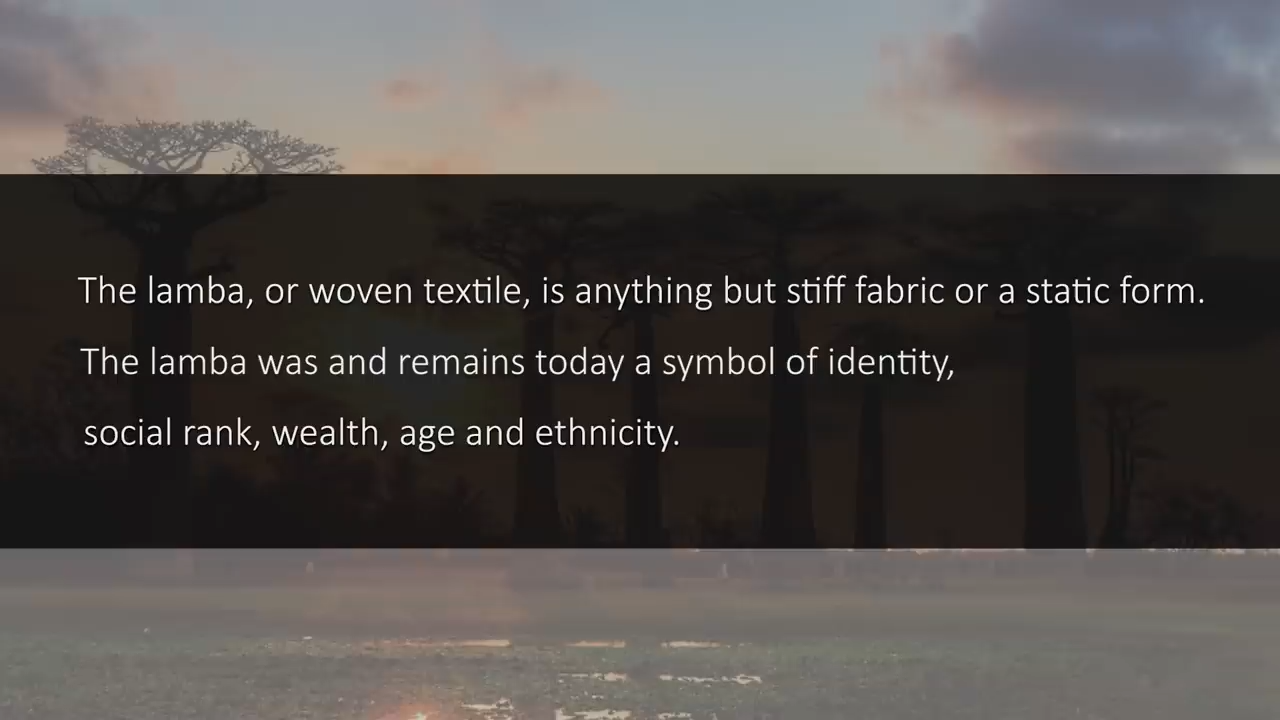 The lamba, or woven textile, is anything but stiff fabric or a static form.
The lamba was and remains today a symbol of identity,
social rank, wealth, age and ethnicity.